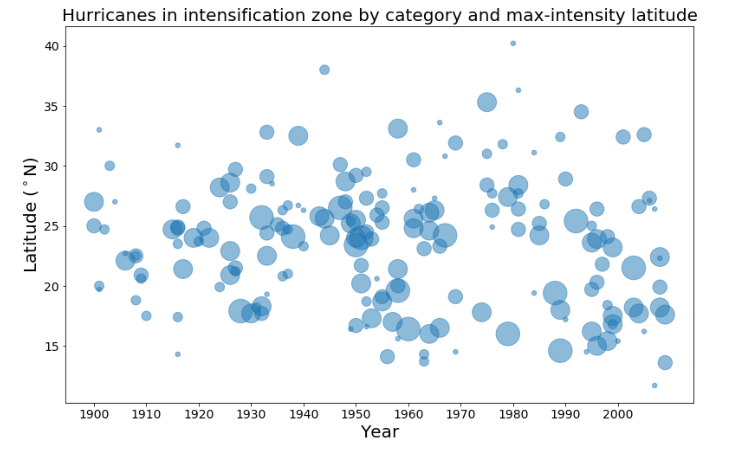 Hurricanes in intensification zone by category and max-intensity latitude
40
35
30
25
20
15
Latitude (°N)
1900 1910 1920 1930 1940 1950 1960 1970 1980 1990 2000
Year